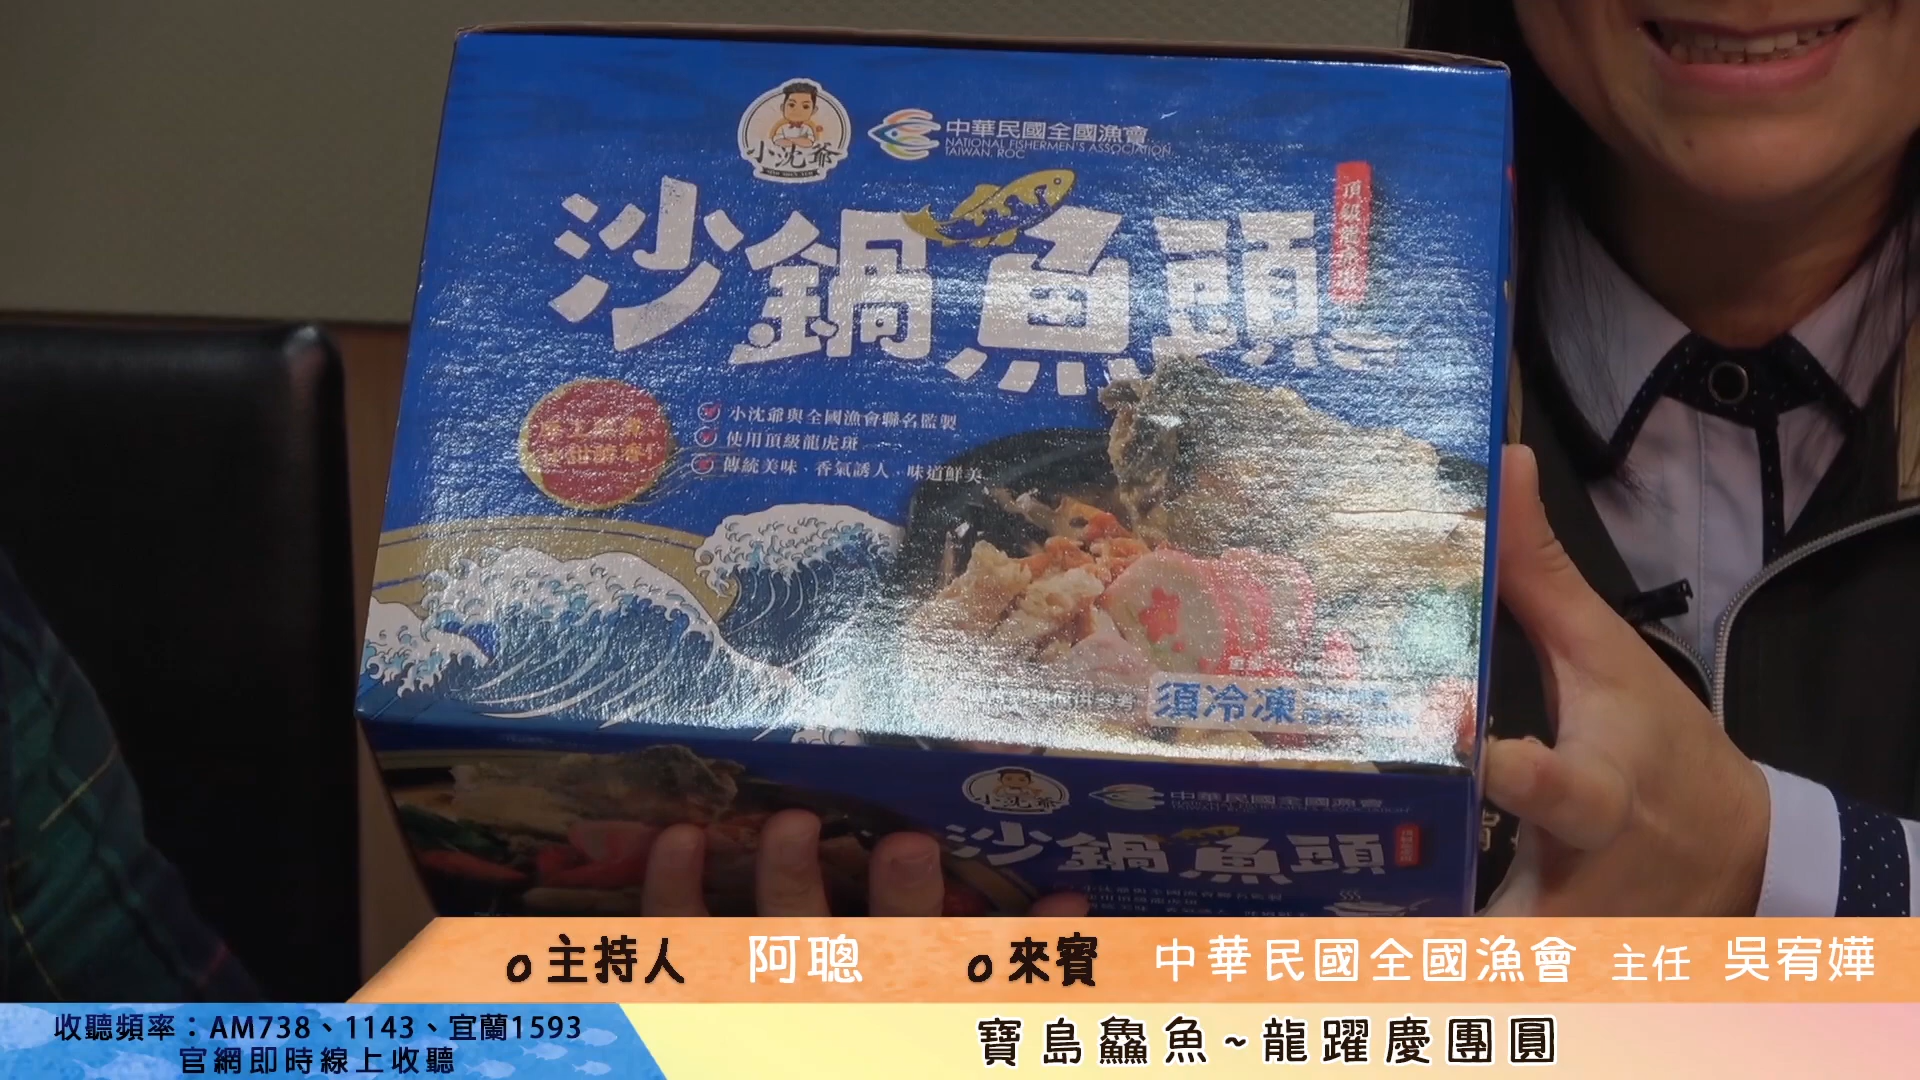 小沈爺
中華民國全國漁會
NATIONAL FISHERMEN'S ASSOCIATION
TAIWAN, ROC
沙鍋魚頭
小沈爺與全國漁會聯名監製
使用頂級龍虎斑
傳統美味、香氣誘人、味道鮮美
須冷凍
小沈爺
中華民國全國漁會
沙鍋魚頭
主持人 阿聰 來賓 中華民國全國漁會 主任 吳宥嬅
收聽頻率：AM738、1143、宜蘭1593
官網即時線上收聽
寶島鱻魚~龍躍慶團圓